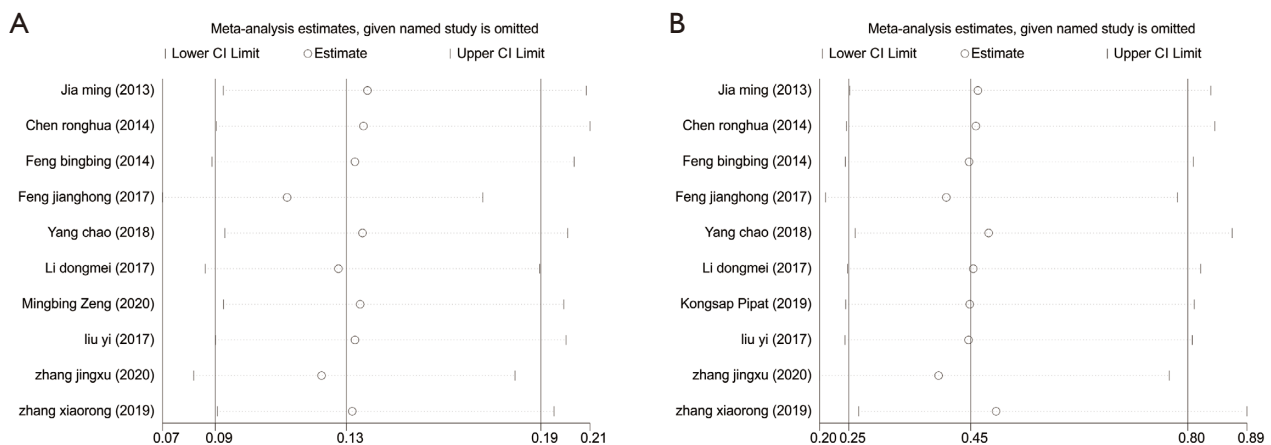 A
Meta-analysis estimates, given named study is omitted
Lower CI Limit Estimate Upper CI Limit
Jia ming (2013)
Chen ronghua (2014)
Feng bingbing (2014)
Feng jianghong (2017)
Yang chao (2018)
Li dongmei (2017)
Mingbing Zeng (2020)
liu yi (2017)
zhang jingxu (2020)
zhang xiaorong (2019)
0.07 0.09 0.13 0.19 0.21
B
Meta-analysis estimates, given named study is omitted
Lower CI Limit Estimate Upper CI Limit
Jia ming (2013)
Chen ronghua (2014)
Feng bingbing (2014)
Feng jianghong (2017)
Yang chao (2018)
Li dongmei (2017)
Kongsap Pipat (2019)
liu yi (2017)
zhang jingxu (2020)
zhang xiaorong (2019)
0.20 0.25 0.45 0.80 0.89